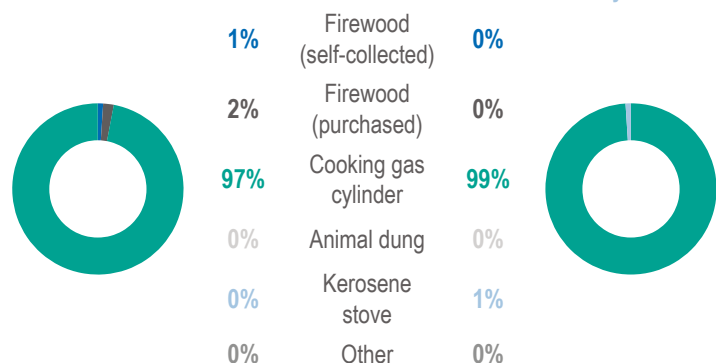 1% Firewood (self-collected) 0%
2% Firewood (purchased) 0%
97% Cooking gas cylinder 99%
0% Animal dung 0%
0% Kerosene stove 1%
0% Other 0%